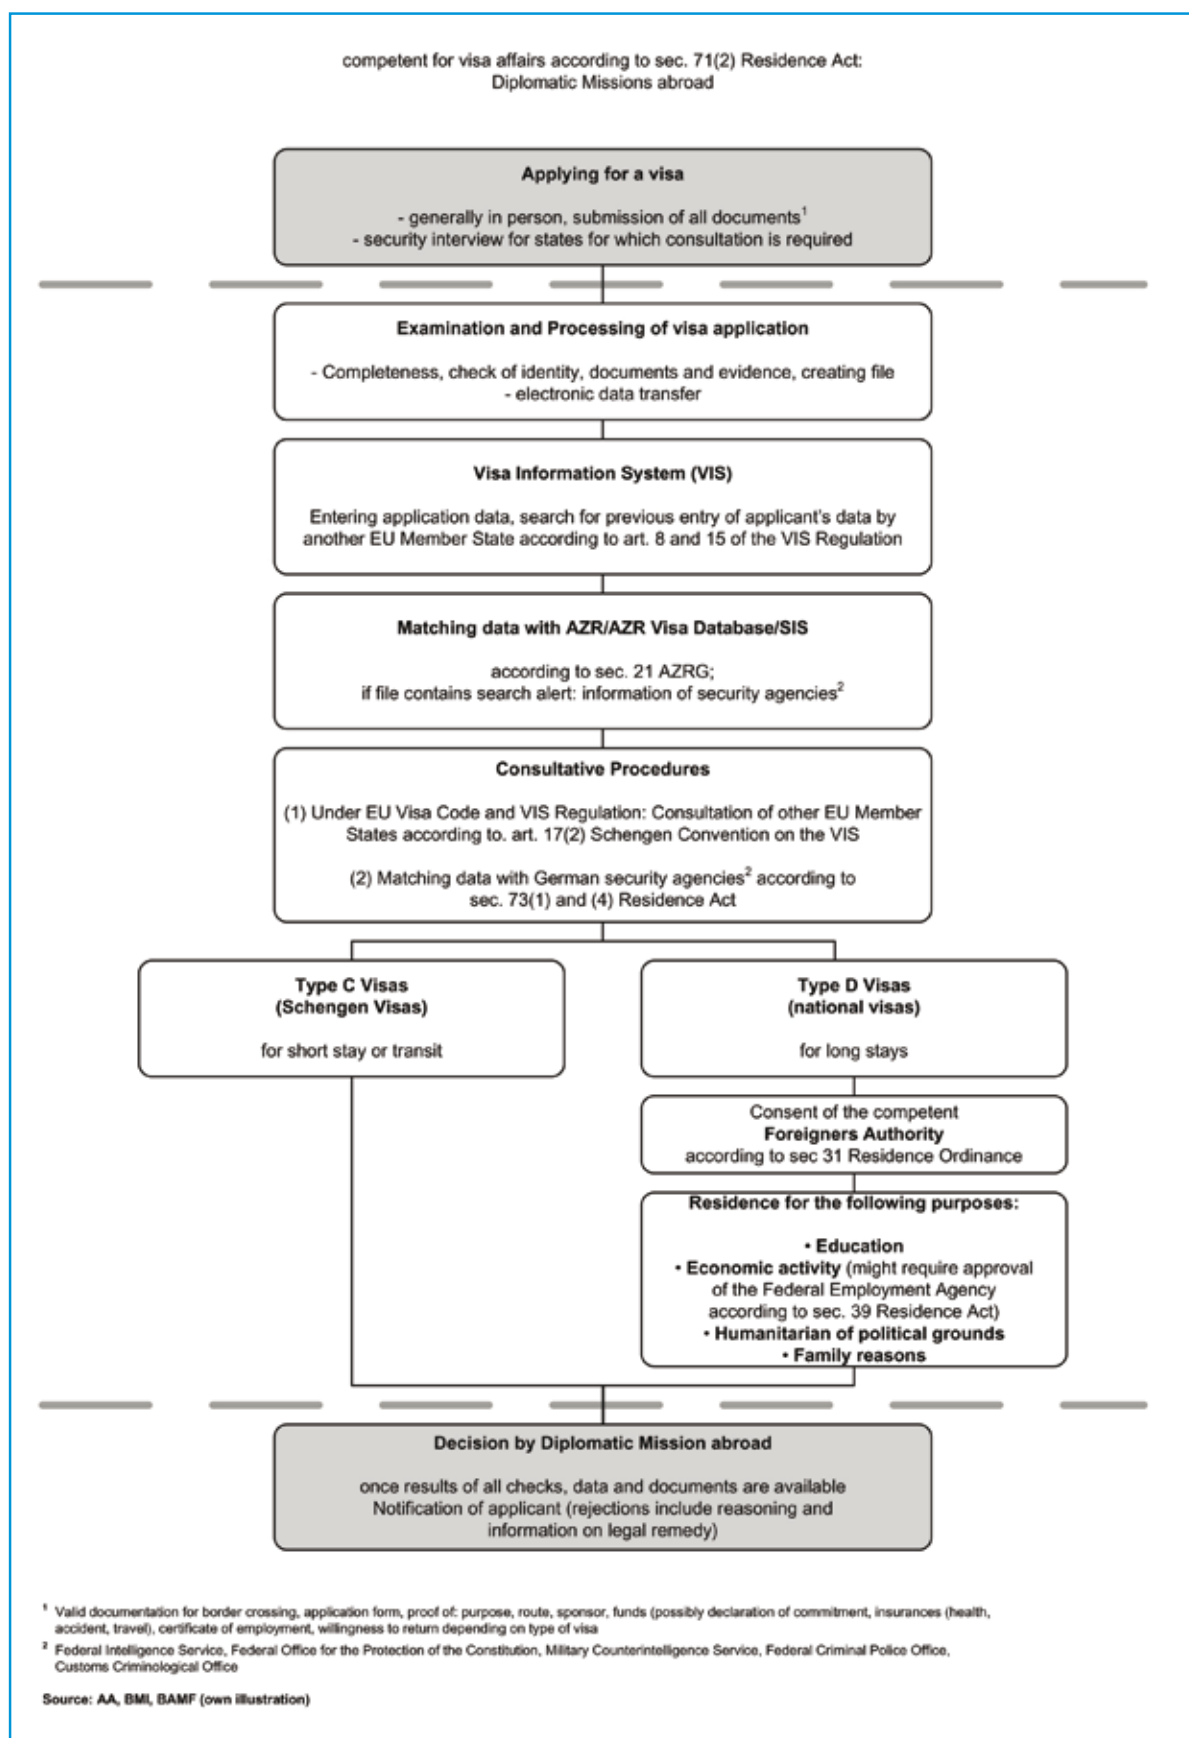 competent for visa affairs according to sec. 71(2) Residence Act:
Diplomatic Missions abroad
Applying for a visa
- generally in person, submission of all documents1
- security interview for states for which consultation is required
Examination and Processing of visa application
- Completeness, check of identity, documents and evidence, creating file
- electronic data transfer
Visa Information System (VIS)
Entering application data, search for previous entry of applicant's data by
another EU Member State according to art. 8 and 15 of the VIS Regulation
Matching data with AZR/AZR Visa Database/SIS
according to sec. 21 AZRG;
if file contains search alert: information of security agencies2
Consultative Procedures
(1) Under EU Visa Code and VIS Regulation: Consultation of other EU Member
States according to. art. 17(2) Schengen Convention on the VIS
(2) Matching data with German security agencies2 according to
sec. 73(1) and (4) Residence Act
Type C Visas
(Schengen Visas)
for short stay or transit
Type D Visas
(national visas)
for long stays
Consent of the competent
Foreigners Authority
according to sec 31 Residence Ordinance
Residence for the following purposes:
• Education
• Economic activity (might require approval
of the Federal Employment Agency
according to sec. 39 Residence Act)
• Humanitarian of political grounds
• Family reasons
Decision by Diplomatic Mission abroad
once results of all checks, data and documents are available
Notification of applicant (rejections include reasoning and
information on legal remedy)
1 Valid documentation for border crossing, application form, proof of: purpose, route, sponsor, funds (possibly declaration of commitment, insurances (health,
accident, travel), certificate of employment, willingness to return depending on type of visa
2 Federal Intelligence Service, Federal Office for the Protection of the Constitution, Military Counterintelligence Service, Federal Criminal Police Office,
Customs Criminological Office
Source: AA, BMI, BAMF (own illustration)